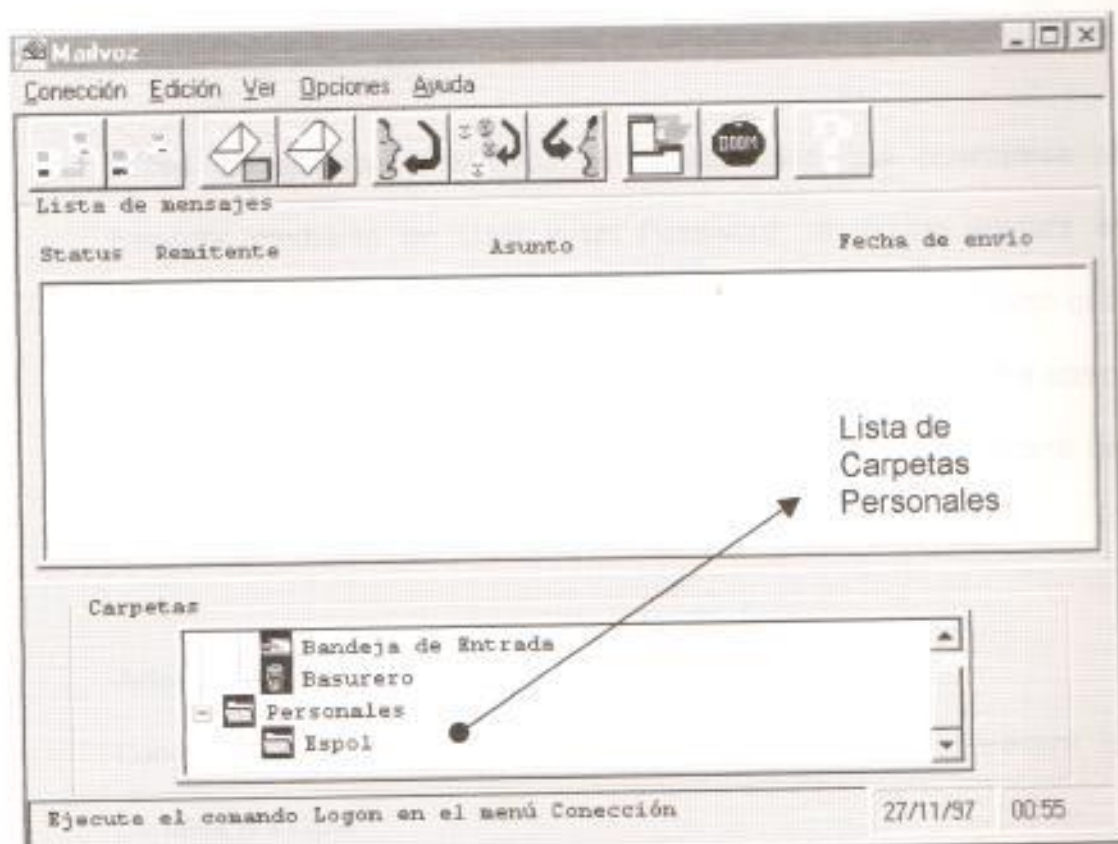 Mailvoz
Conección Edición Ver Opciones Ayuda
DOOM
Lista de mensajes
Status Remitente Asunto Fecha de envío
Lista de
Carpetas
Personales
Carpetas
Bandeja de Entrada
Basurero
Personales
Espol
Ejecute el comando Logon en el menú Conección 27/11/97 00:55